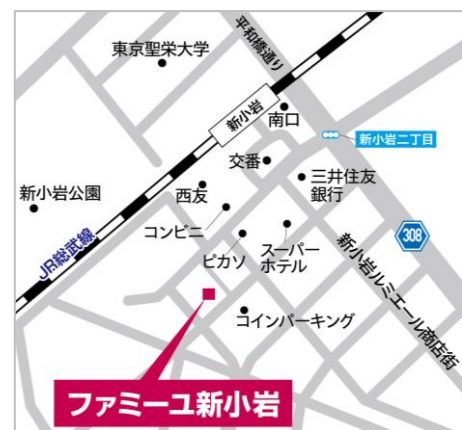 平和橋通り
東京聖栄大学
新小岩
南口
新小岩二丁目
交番
三井住友
銀行
西友
新小岩公園
コンビニ
スーパー
ホテル
ピカソ
308
JR総武線
新小岩ルミエール商店街
コインパーキング
ファミーユ新小岩